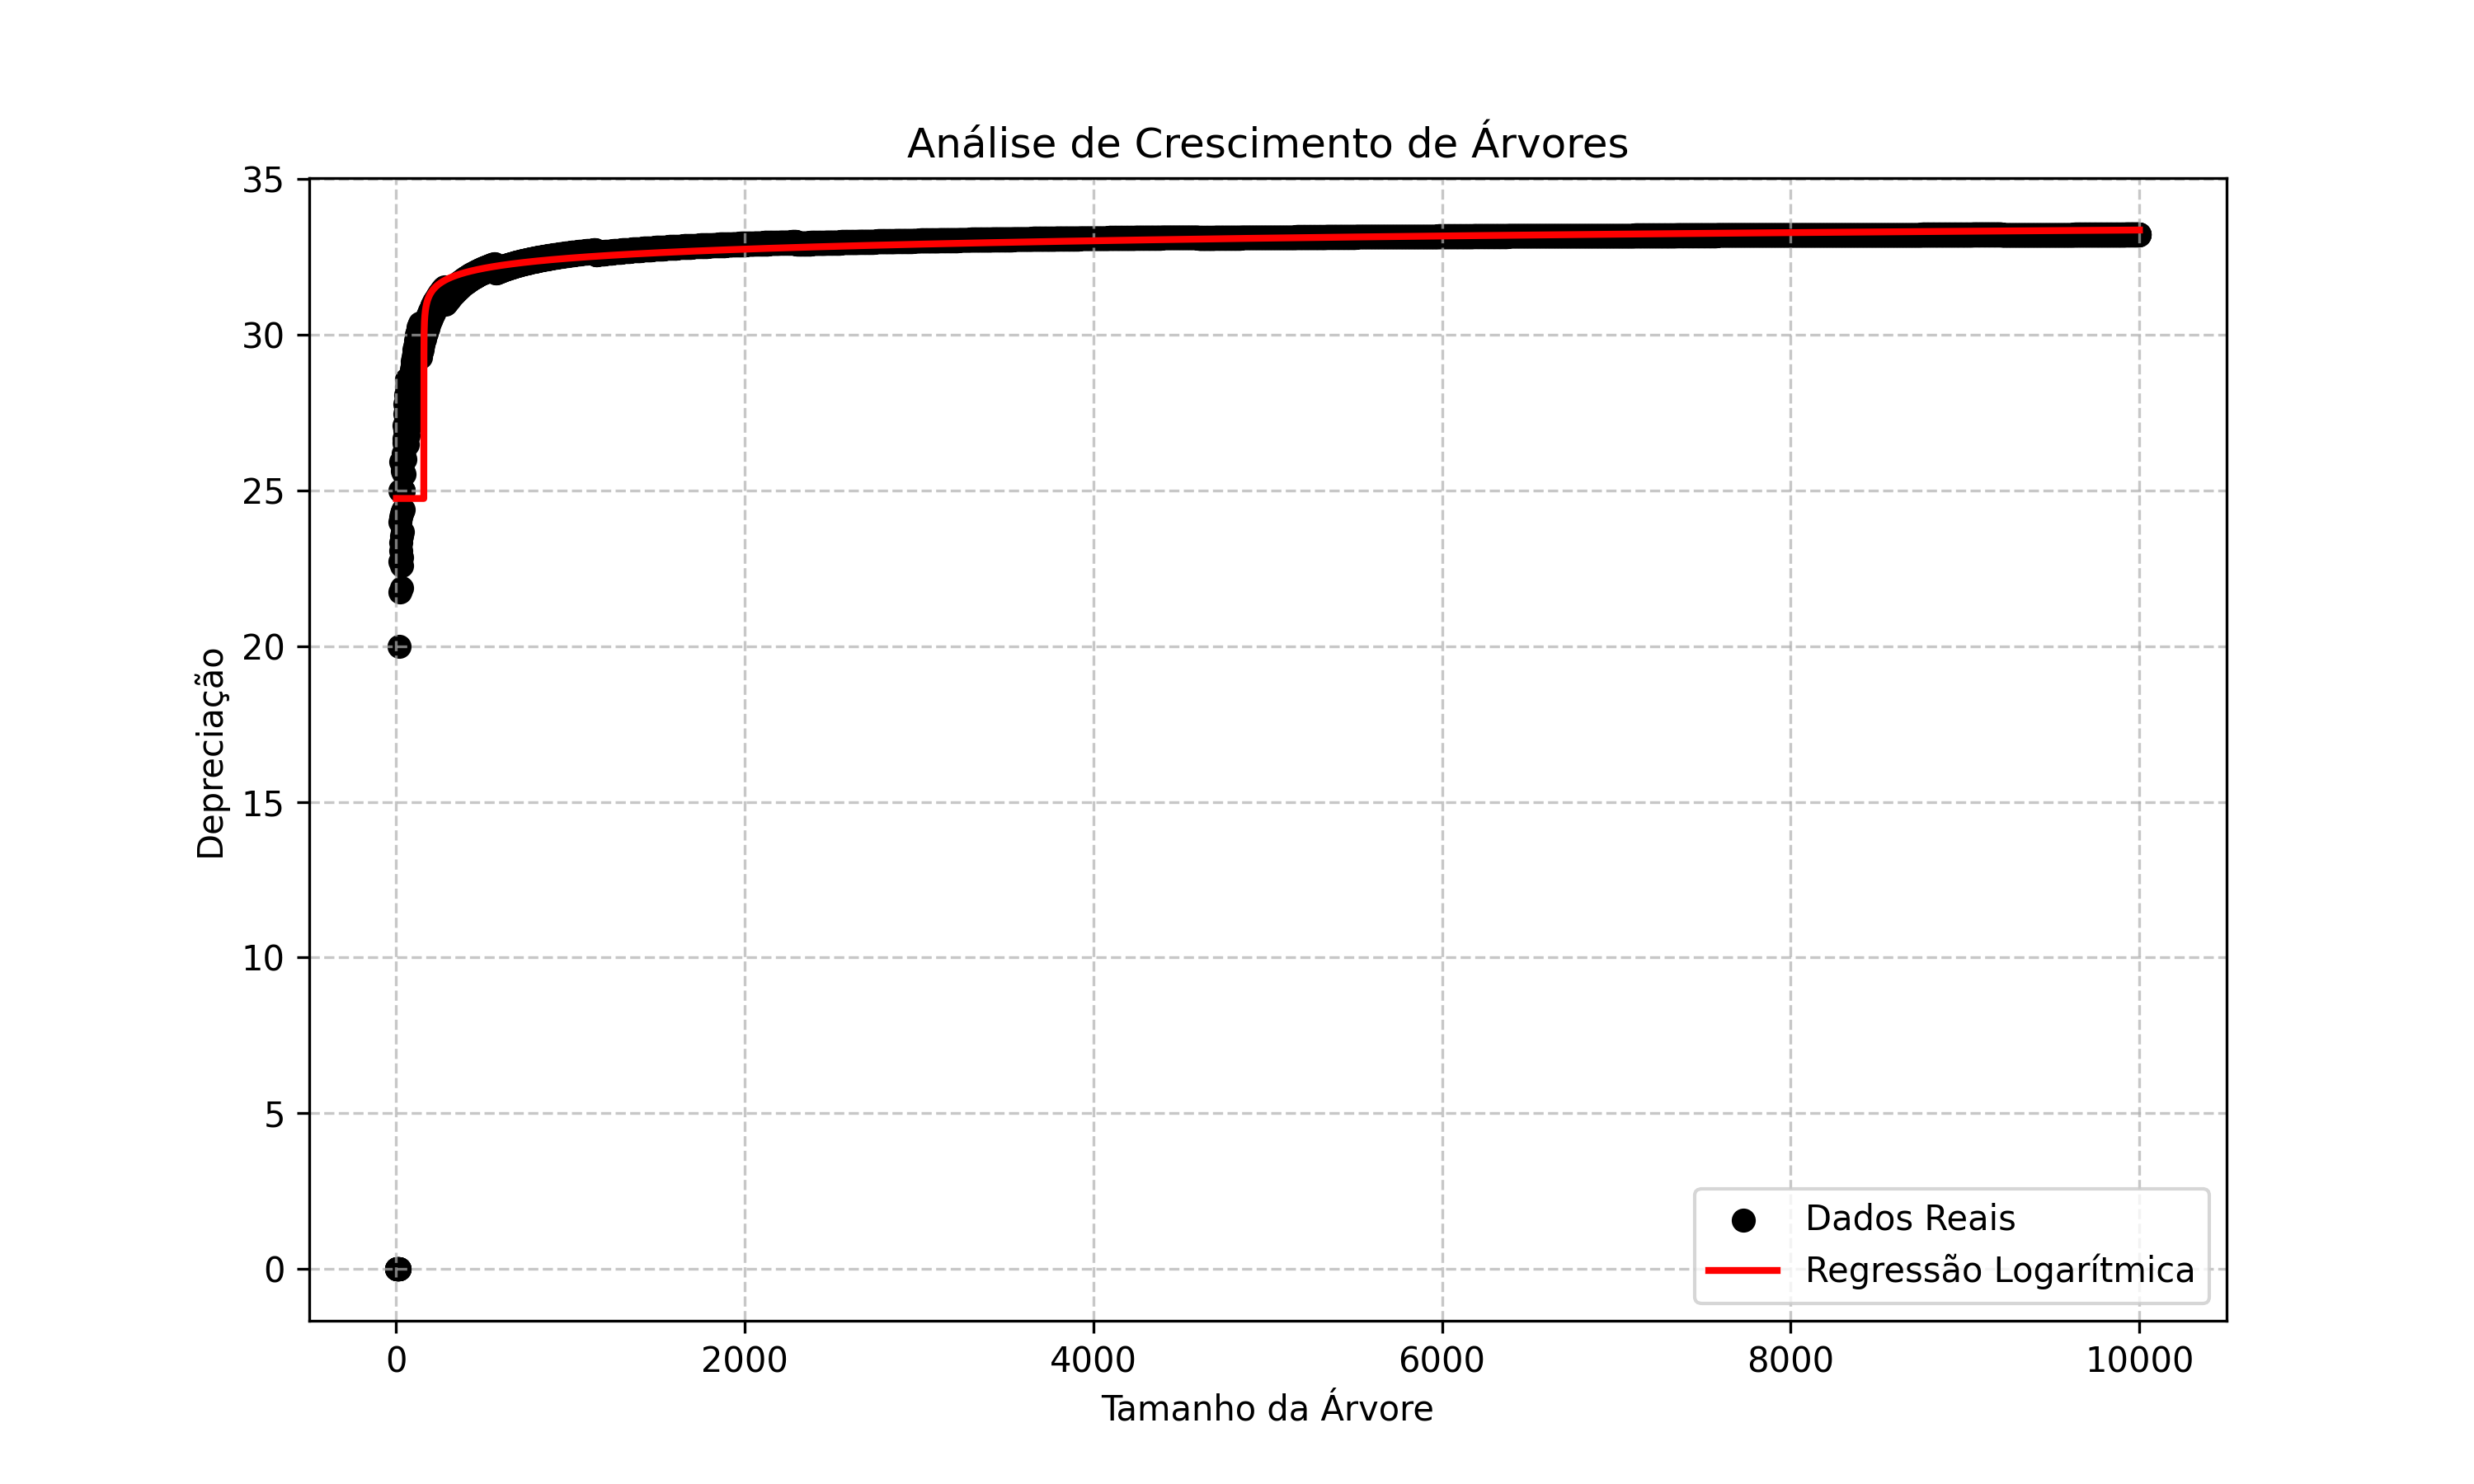 Análise de Crescimento de Árvores
35
30
25
20
15
10
5
0
Depreciação
0 2000 4000 6000 8000 10000
Tamanho da Árvore
Dados Reais
Regressão Logarítmica